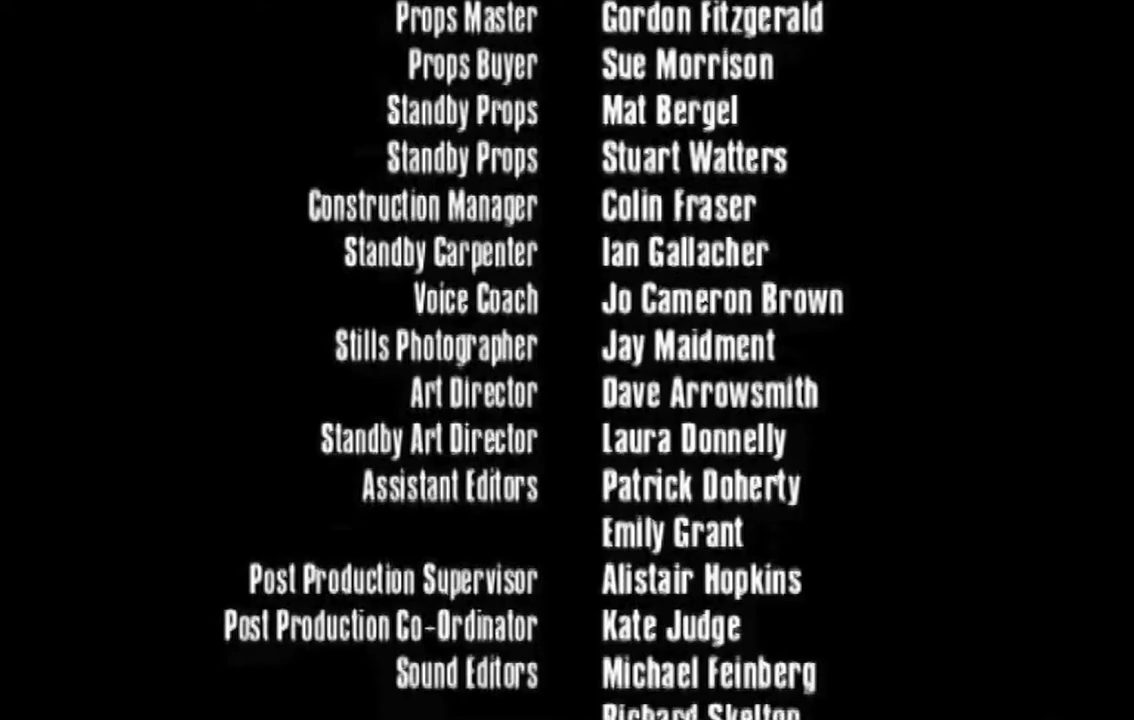 Props Master Gordon Fitzgerald
Props Buyer Sue Morrison
Standby Props Mat Bergel
Standby Props Stuart Watters
Construction Manager Colin Fraser
Standby Carpenter Ian Gallacher
Voice Coach Jo Cameron Brown
Stills Photographer Jay Maidment
Art Director Dave Arrowsmith
Standby Art Director Laura Donnelly
Assistant Editors Patrick Doherty
Emily Grant
Post Production Supervisor Alistair Hopkins
Post Production Co-Ordinator Kate Judge
Sound Editors Michael Feinberg
Richard Skelton